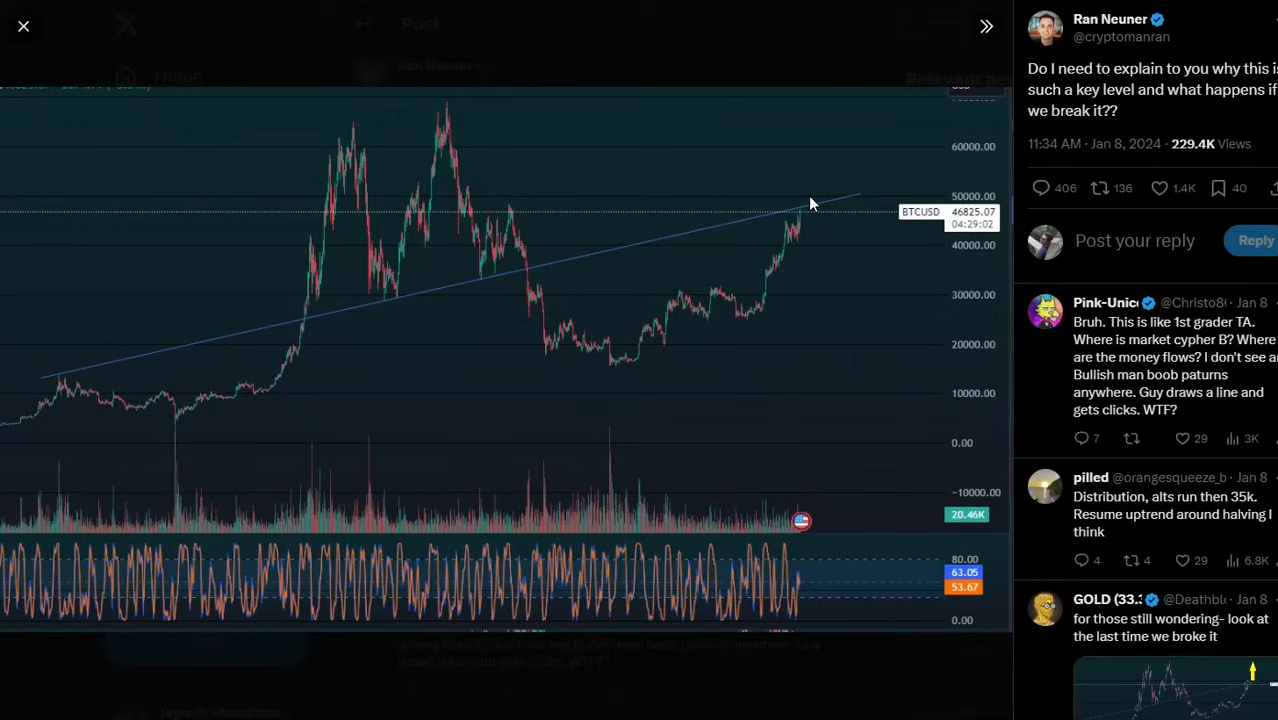 Post
Home
Ran Neuner
60000.00
50000.00
BTCUSD 46825.07
04:29:02
40000.00
30000.00
20000.00
10000.00
0.00
-10000.00
20.46K
80.00
63.05
53.67
0.00
Ran Neuner
@cryptomanran
Do I need to explain to you why this is
such a key level and what happens if
we break it??
11:34 AM · Jan 8, 2024 · 229.4K Views
406 136 1.4K 40
Post your reply
Reply
Pink-Unic @Christo8 Jan 8
Bruh. This is like 1st grader TA.
Where is market cypher B? Where
are the money flows? I don't see an
Bullish man boob paturns
anywhere. Guy draws a line and
gets clicks. WTF?
7 29 3K
pilled @orangesqueeze_b · Jan 8
Distribution, alts run then 35k.
Resume uptrend around halving I
think
4 4 29 6.8K
GOLD (33.3 @Deathbl Jan 8
for those still wondering- look at
the last time we broke it